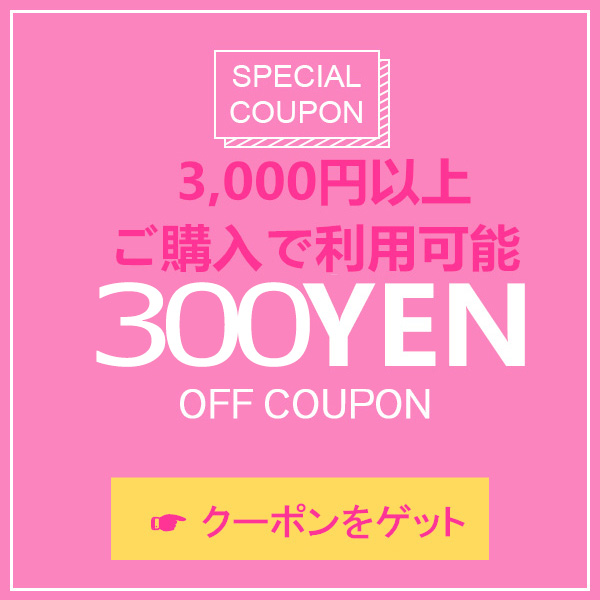 SPECIAL
COUPON
3,000円以上
ご購入で利用可能
300YEN
OFF COUPON
☛ クーポンをゲット